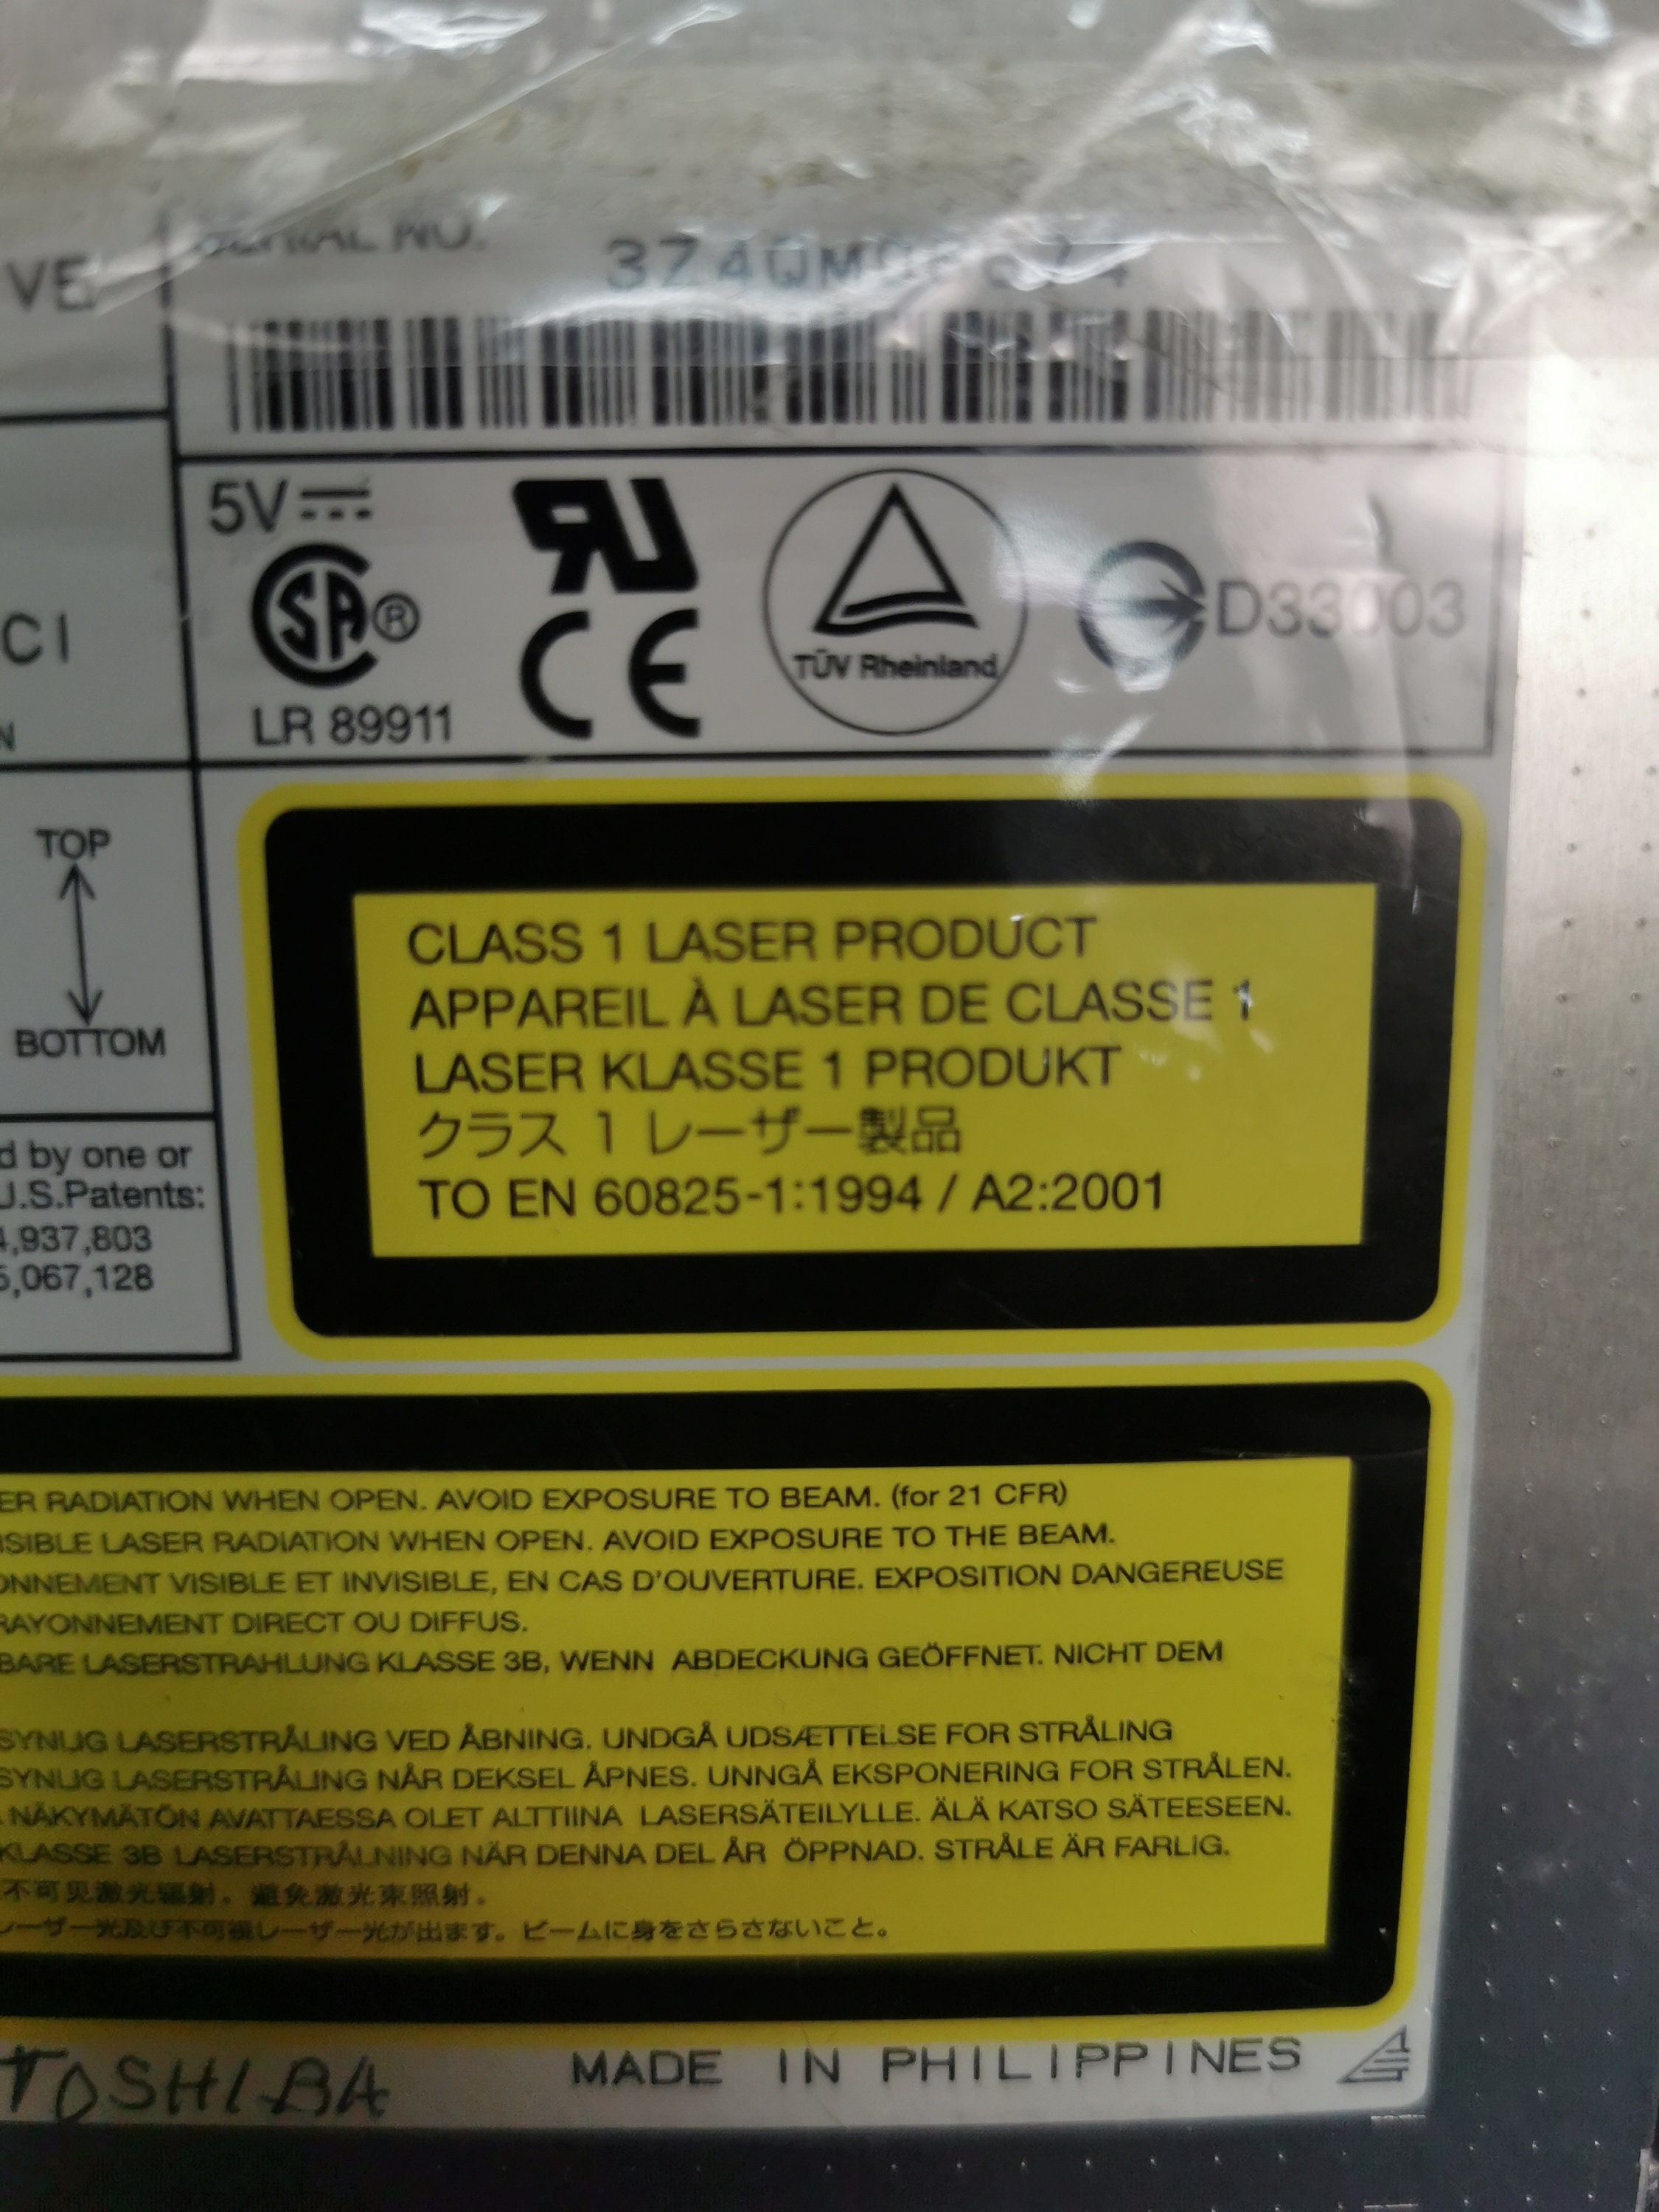 VE
SERIAL NO.
5V
SA ®
LR 89911
CE
TÜV Rheinland
D33003
CI
N
TOP
BOTTOM
CLASS 1 LASER PRODUCT
APPAREIL À LASER DE CLASSE 1
LASER KLASSE 1 PRODUKT
クラス 1 レーザー製品
TO EN 60825-1:1994 / A2:2001
d by one or
U.S.Patents:
4,937,803
5,067,128
ER RADIATION WHEN OPEN. AVOID EXPOSURE TO BEAM. (for 21 CFR)
ISIBLE LASER RADIATION WHEN OPEN. AVOID EXPOSURE TO THE BEAM.
ONNEMENT VISIBLE ET INVISIBLE, EN CAS D'OUVERTURE. EXPOSITION DANGEREUSE
RAYONNEMENT DIRECT OU DIFFUS.
BARE LASERSTRAHLUNG KLASSE 3B, WENN ABDECKUNG GEÖFFNET. NICHT DEM
SYNLIG LASERSTRÅLING VED ÅBNING. UNDGÅ UDSÆTTELSE FOR STRÅLING
SYNLIG LASERSTRÅLING NÅR DEKSEL ÅPNES. UNNGÅ EKSPONERING FOR STRÅLEN.
NÄKYMÄTÖN AVATTAESSA OLET ALTTIINA LASERSÄTEILYLLE. ÄLÄ KATSO SÄTEESEEN.
KLASSE 3B LASERSTRÅLNING NÄR DENNA DEL ÄR ÖPPNAD. STRÅLE ÄR FARLIG.
不可见激光辐射。避免激光束照射。
レーザー光及び不可視レーザー光が出ます。ビームに身をさらさないこと。
TOSHIBA
MADE IN PHILIPPINES